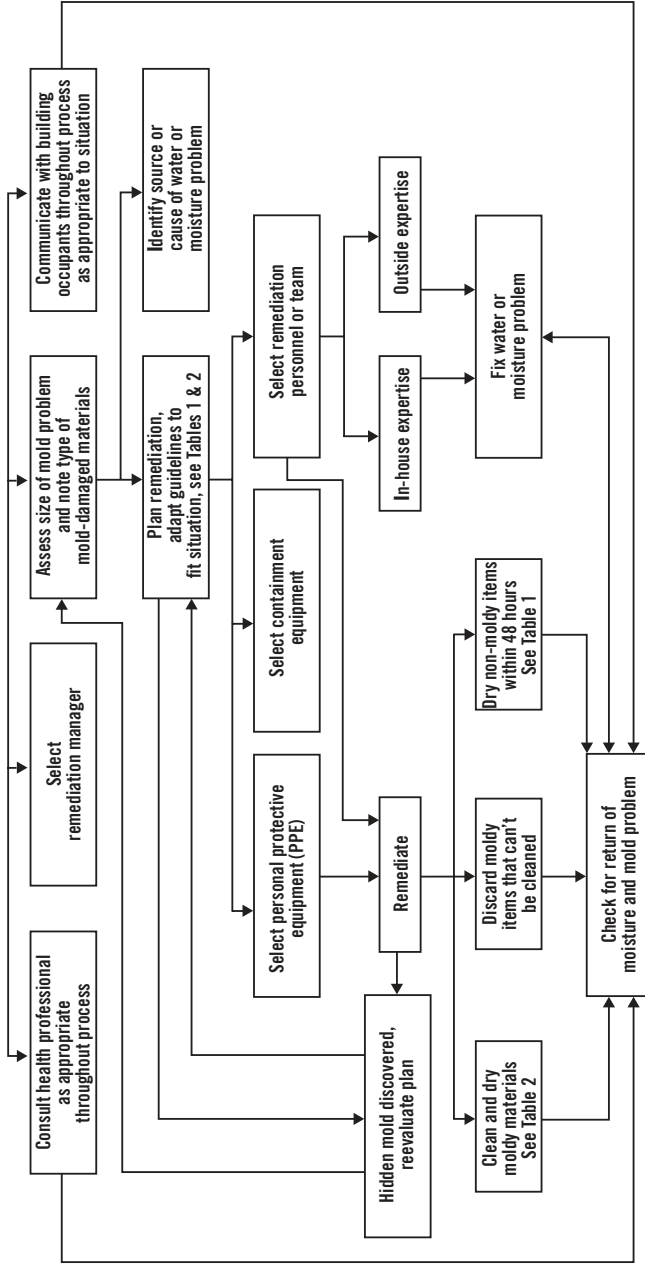 Consult health professional
as appropriate
throughout process
Select
remediation manager
Assess size of mold problem
and note type of
mold-damaged materials
Communicate with building
occupants throughout process
as appropriate to situation
Plan remediation,
adapt guidelines to
fit situation, see Tables 1 & 2
Identify source or
cause of water or
moisture problem
Select personal protective
equipment (PPE)
Select containment
equipment
Select remediation
personnel or team
Hidden mold discovered,
reevaluate plan
Remediate
In-house expertise
Outside expertise
Clean and dry
moldy materials
See Table 2
Discard moldy
items that can't
be cleaned
Dry non-moldy items
within 48 hours
See Table 1
Fix water or
moisture problem
Check for return of
moisture and mold problem